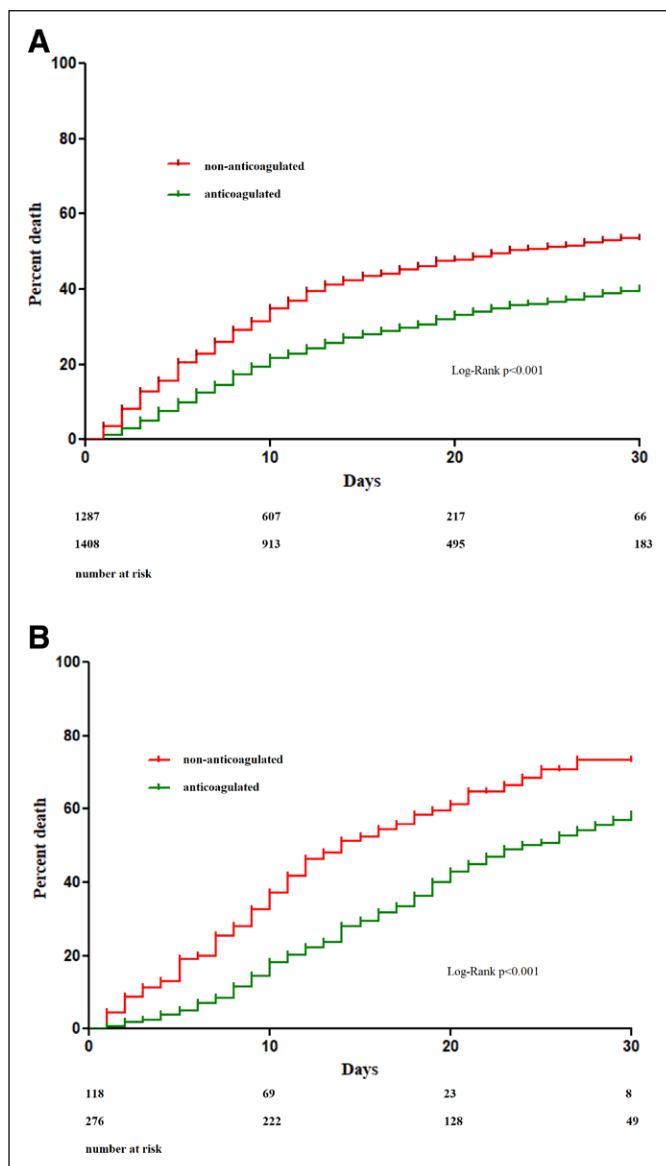 A
100
80
60
40
20
0
Percent death
non-anticoagulated
anticoagulated
Log-Rank p<0.001
0 10 20 30
Days
1287 607 217 66
1408 913 495 183
number at risk
B
100
80
60
40
20
0
Percent death
non-anticoagulated
anticoagulated
Log-Rank p<0.001
0 10 20 30
Days
118 69 23 8
276 222 128 49
number at risk